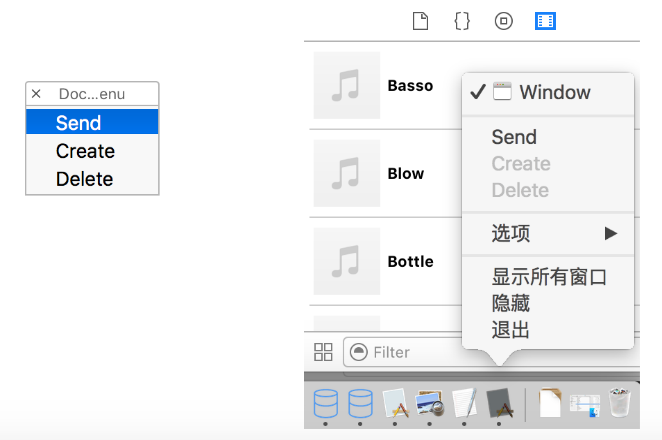 Doc...enu
Send
Create
Delete
Basso
Blow
Bottle
Filter
Window
Send
Create
Delete
选项
显示所有窗口
隐藏
退出